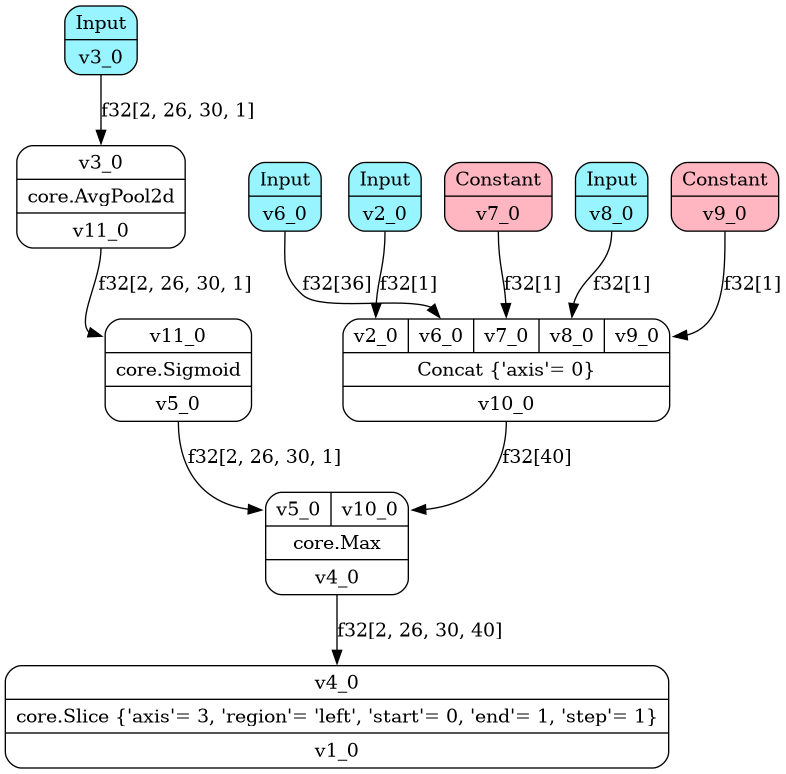 Input
v3_0
f32[2, 26, 30, 1]
v3_0
core.AvgPool2d
v11_0
Input
v6_0
Input
v2_0
Constant
v7_0
Input
v8_0
Constant
v9_0
f32[2, 26, 30, 1]
f32[36]
f32[1]
f32[1]
f32[1]
f32[1]
v11_0
core.Sigmoid
v5_0
v2_0 v6_0 v7_0 v8_0 v9_0
Concat {'axis'= 0}
v10_0
f32[2, 26, 30, 1]
f32[40]
v5_0 v10_0
core.Max
v4_0
f32[2, 26, 30, 40]
v4_0
core.Slice {'axis'= 3, 'region'= 'left', 'start'= 0, 'end'= 1, 'step'= 1}
v1_0